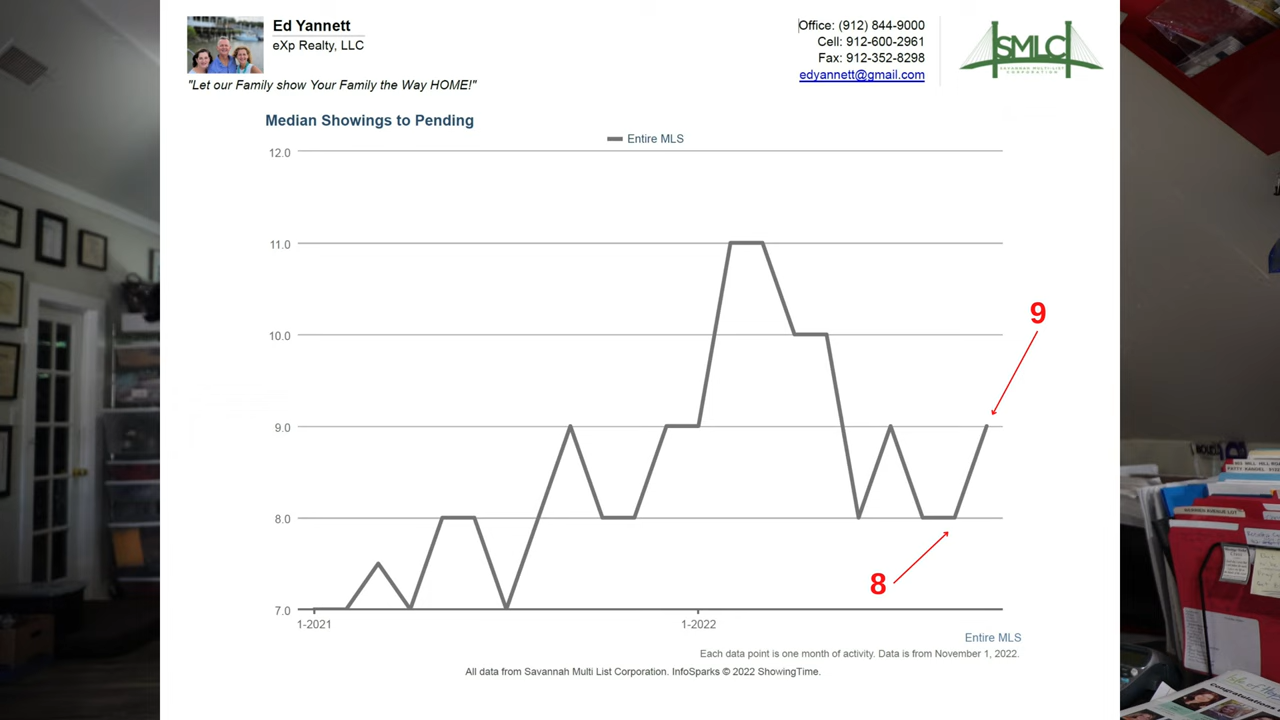 Ed Yannett
eXp Realty, LLC
"Let our Family show Your Family the Way HOME!"
Office: (912) 844-9000
Cell: 912-600-2961
Fax: 912-352-8298
edyannett@gmail.com
SMLC
SAVANNAH MULTI-LIST
CORPORATION
Median Showings to Pending
Entire MLS
12.0
11.0
10.0
9.0
8.0
7.0
9
8
1-2021
1-2022
Entire MLS
Each data point is one month of activity. Data is from November 1, 2022.
All data from Savannah Multi List Corporation. InfoSparks © 2022 ShowingTime.